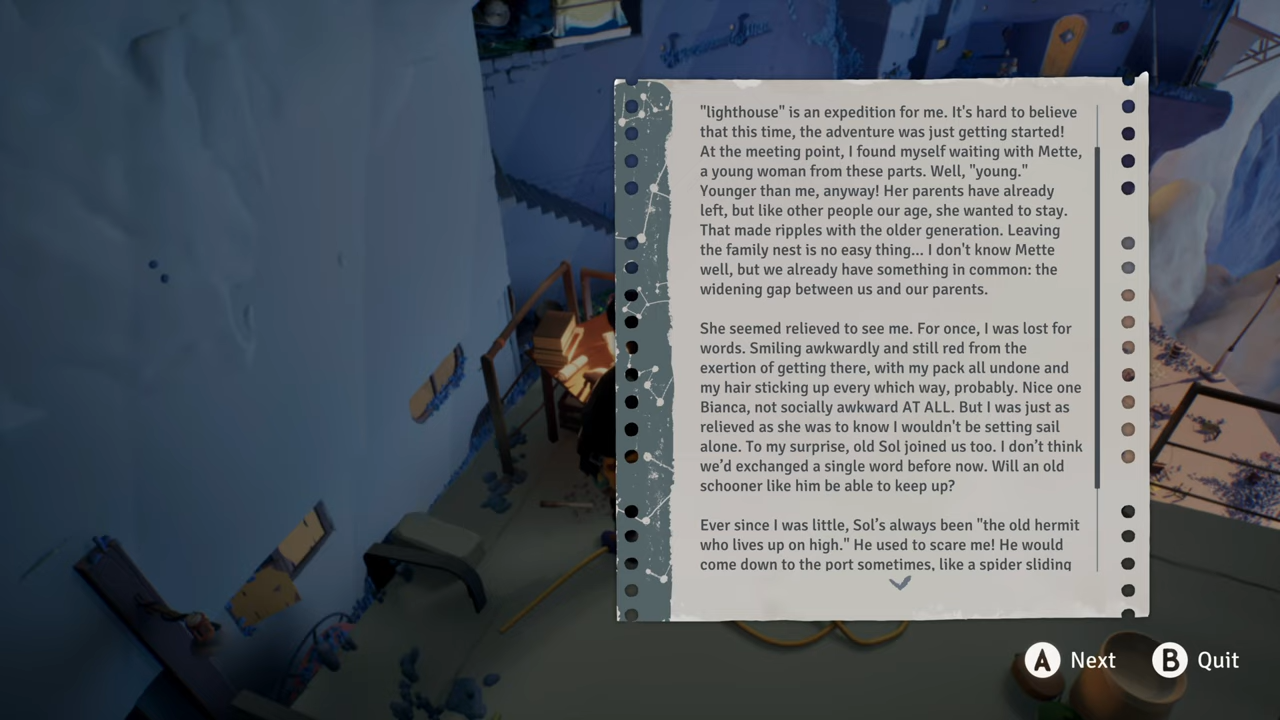 "lighthouse" is an expedition for me. It's hard to believe
that this time, the adventure was just getting started!
At the meeting point, I found myself waiting with Mette,
a young woman from these parts. Well, "young."
Younger than me, anyway! Her parents have already
left, but like other people our age, she wanted to stay.
That made ripples with the older generation. Leaving
the family nest is no easy thing... I don't know Mette
well, but we already have something in common: the
widening gap between us and our parents.
She seemed relieved to see me. For once, I was lost for
words. Smiling awkwardly and still red from the
exertion of getting there, with my pack all undone and
my hair sticking up every which way, probably. Nice one
Bianca, not socially awkward AT ALL. But I was just as
relieved as she was to know I wouldn't be setting sail
alone. To my surprise, old Sol joined us too. I don’t think
we’d exchanged a single word before now. Will an old
schooner like him be able to keep up?
Ever since I was little, Sol’s always been "the old hermit
who lives up on high." He used to scare me! He would
come down to the port sometimes, like a spider sliding
A Next
B Quit